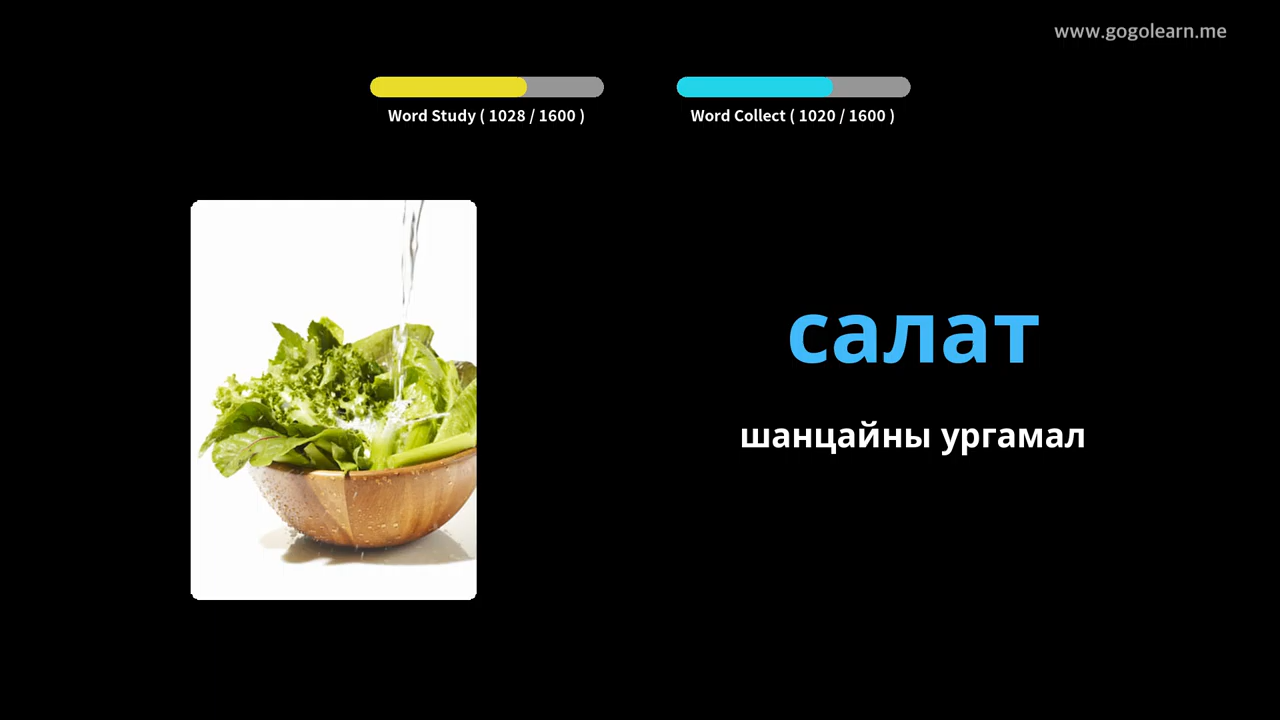 www.gogolearn.me
Word Study ( 1028 / 1600 )
Word Collect ( 1020 / 1600 )
салат
шанцайны ургамал